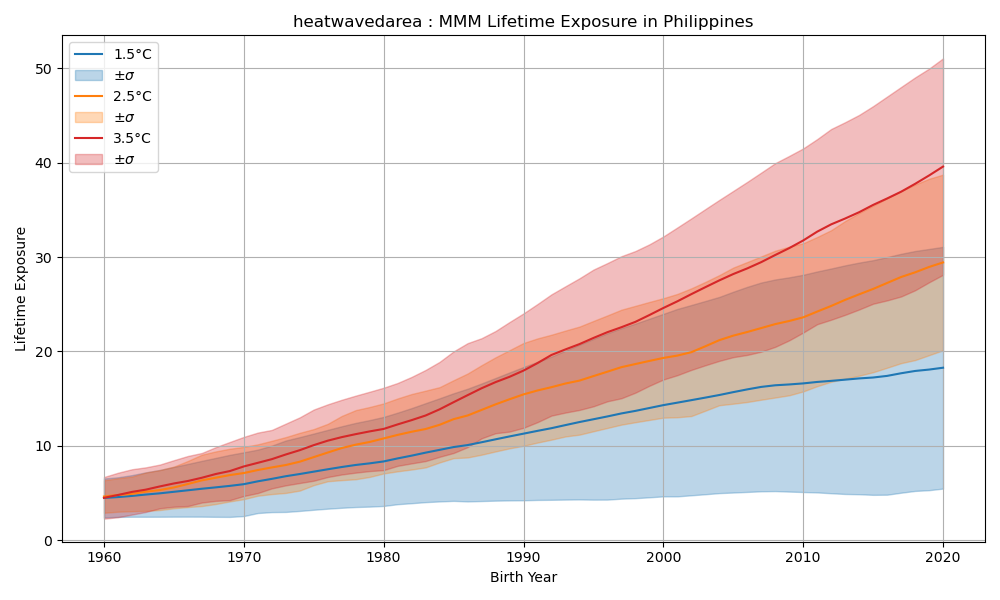 heatwavedarea : MMM Lifetime Exposure in Philippines
1.5°C
±σ
2.5°C
±σ
3.5°C
±σ
Lifetime Exposure
50
40
30
20
10
0
1960 1970 1980 1990 2000 2010 2020
Birth Year